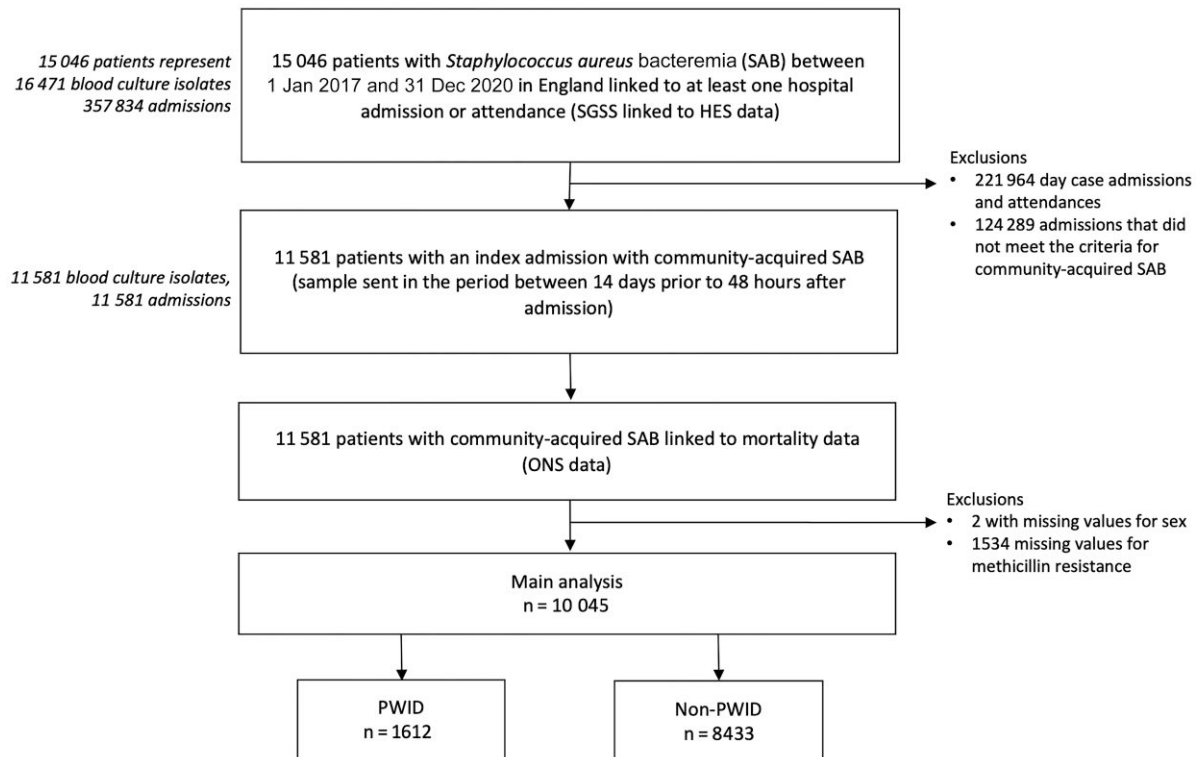 15 046 patients represent
16 471 blood culture isolates
357 834 admissions
15 046 patients with Staphylococcus aureus bacteremia (SAB) between
1 Jan 2017 and 31 Dec 2020 in England linked to at least one hospital
admission or attendance (SGSS linked to HES data)
Exclusions
• 221 964 day case admissions
and attendances
• 124 289 admissions that did
not meet the criteria for
community-acquired SAB
11 581 blood culture isolates,
11 581 admissions
11 581 patients with an index admission with community-acquired SAB
(sample sent in the period between 14 days prior to 48 hours after
admission)
11 581 patients with community-acquired SAB linked to mortality data
(ONS data)
Exclusions
• 2 with missing values for sex
• 1534 missing values for
methicillin resistance
Main analysis
n = 10 045
PWID
n = 1612
Non-PWID
n = 8433